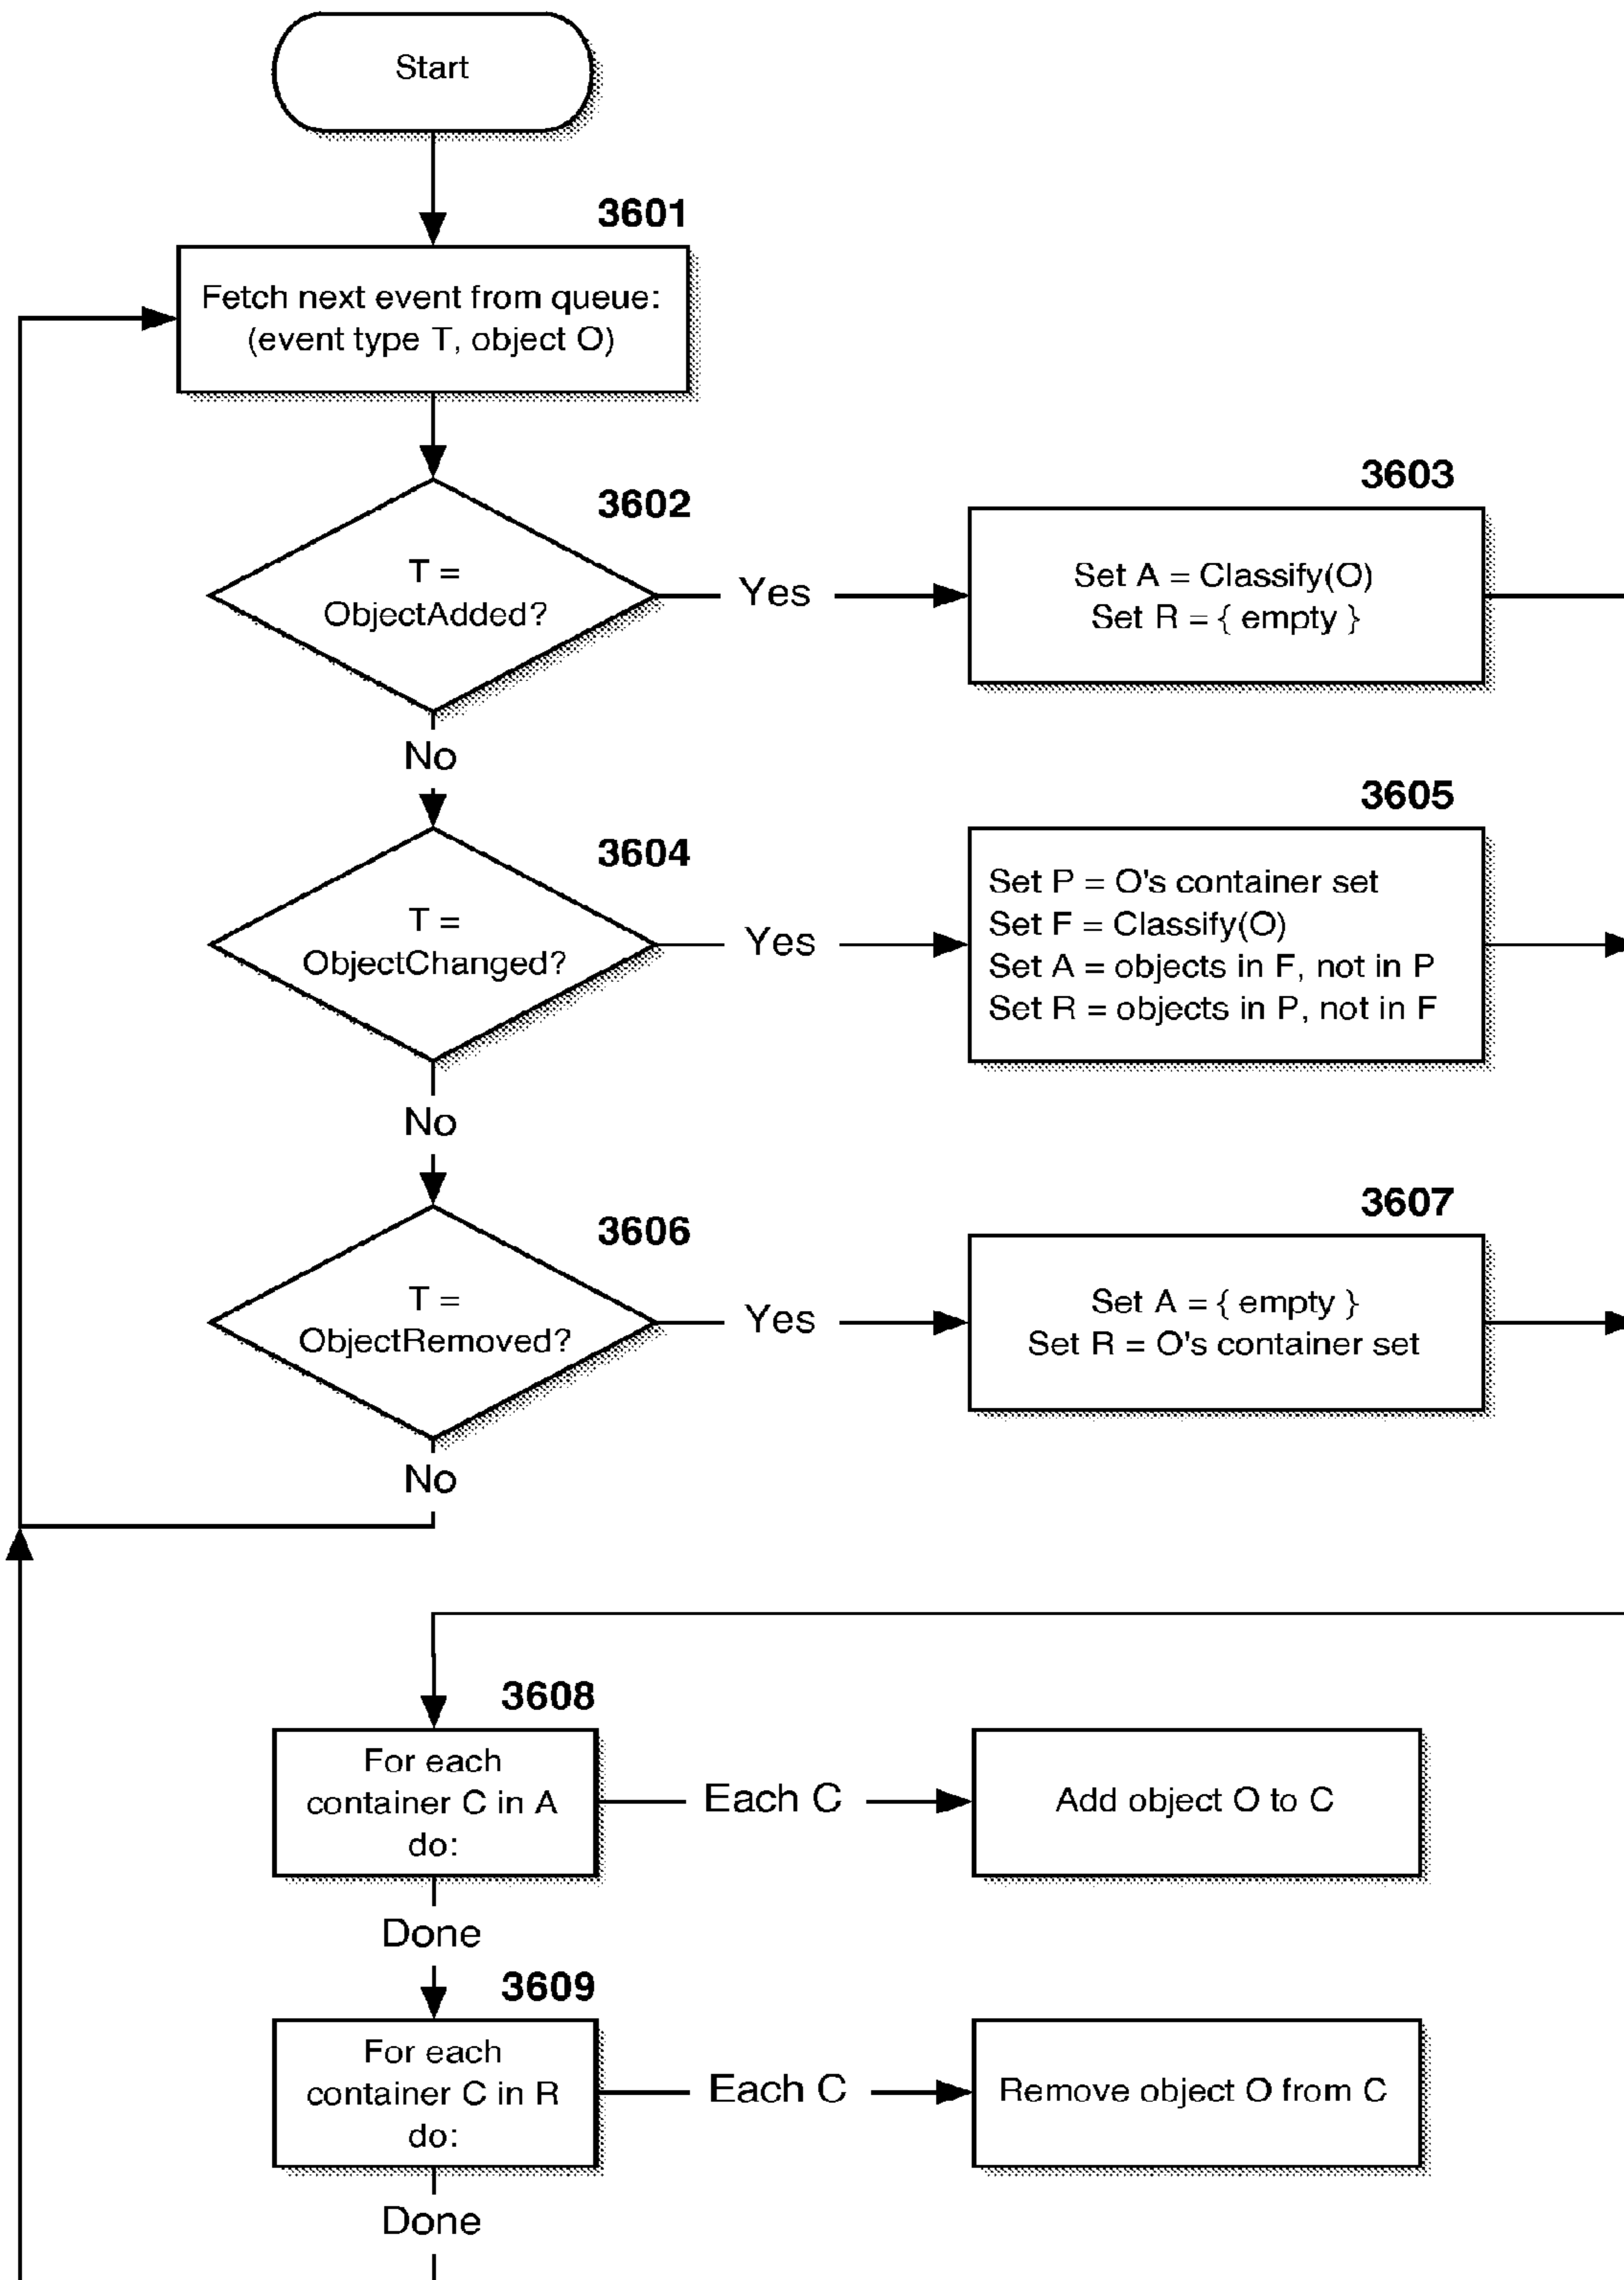 Start
3601
Fetch next event from queue:
(event type T, object O)
3602
T =
ObjectAdded?
Yes
3603
Set A = Classify(O)
Set R = { empty }
No
3604
T =
ObjectChanged?
Yes
3605
Set P = O's container set
Set F = Classify(O)
Set A = objects in F, not in P
Set R = objects in P, not in F
No
3606
T =
ObjectRemoved?
Yes
3607
Set A = { empty }
Set R = O's container set
No
3608
For each
container C in A
do:
Each C
Add object O to C
Done
3609
For each
container C in R
do:
Each C
Remove object O from C
Done